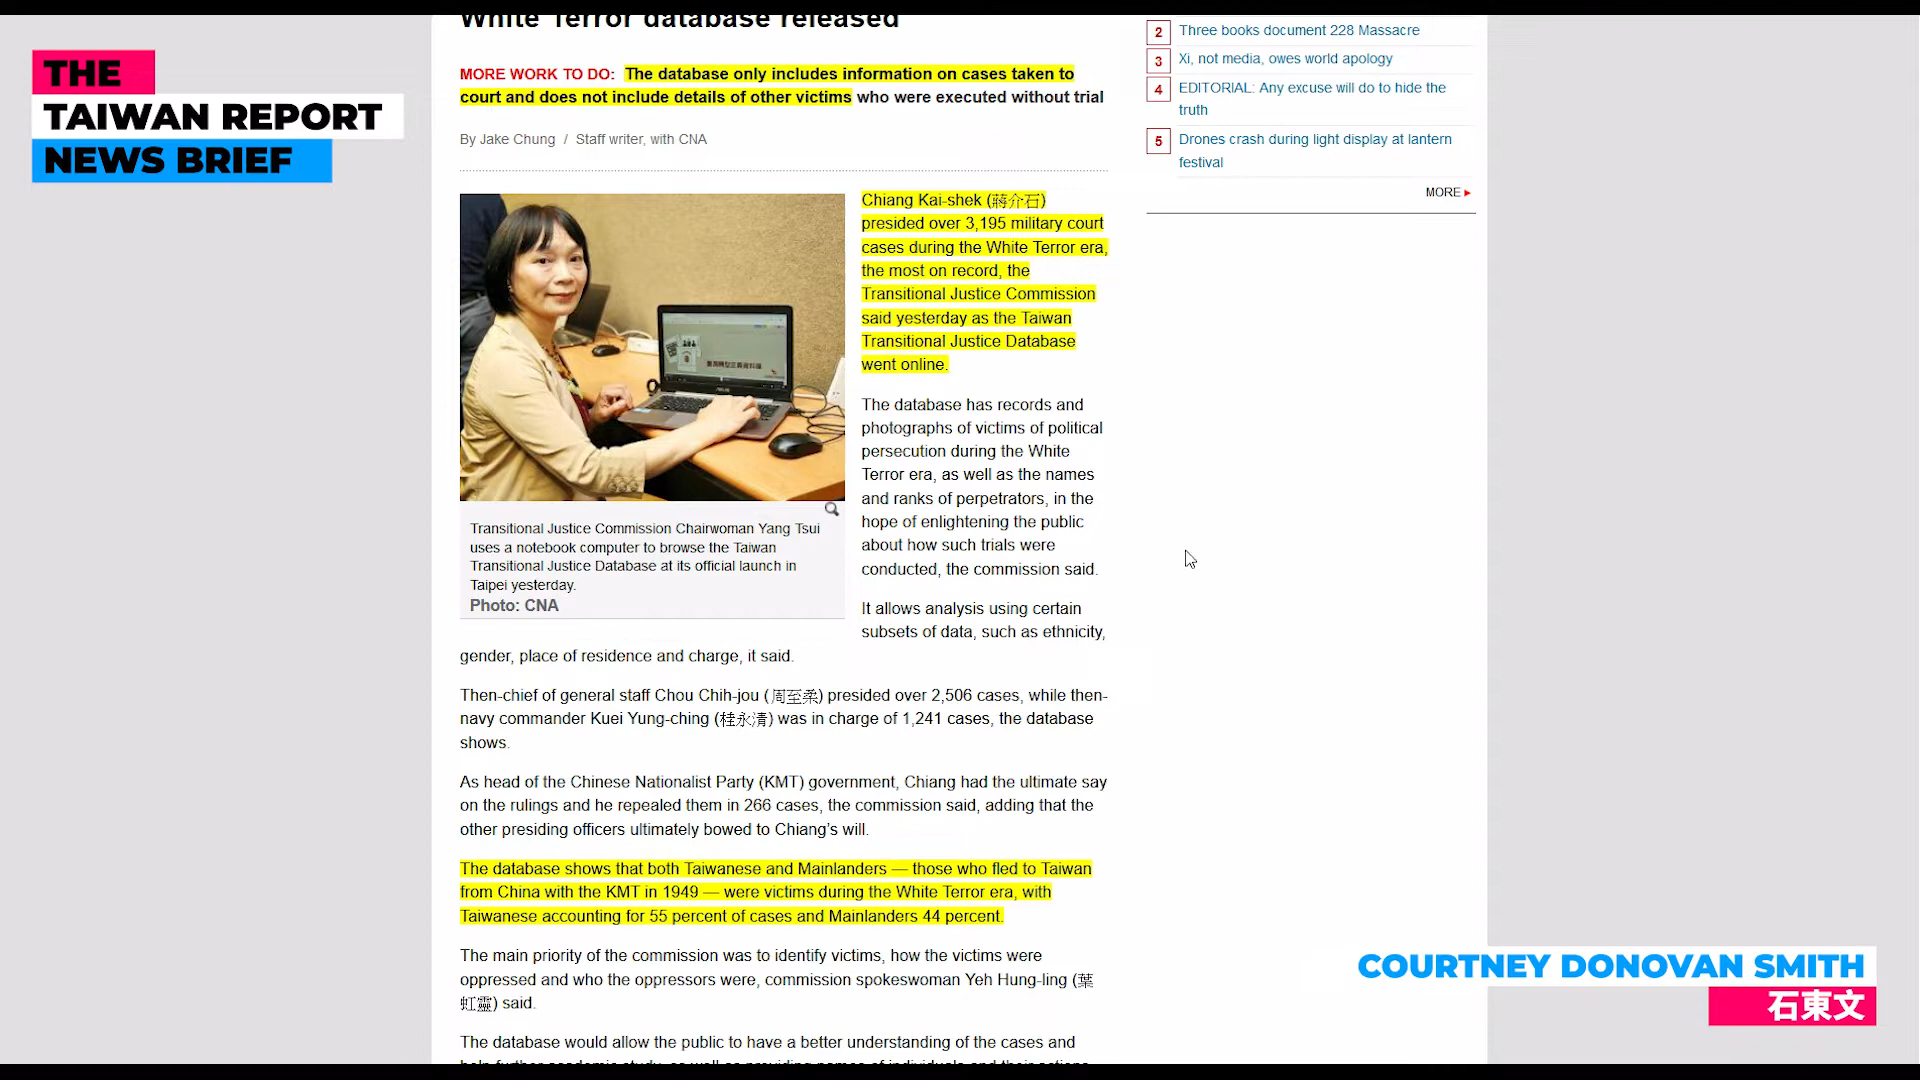 White Terror database released
THE
TAIWAN REPORT
NEWS BRIEF
MORE WORK TO DO: The database only includes information on cases taken to
court and does not include details of other victims who were executed without trial
By Jake Chung / Staff writer, with CNA
Transitional Justice Commission Chairwoman Yang Tsui
uses a notebook computer to browse the Taiwan
Transitional Justice Database at its official launch in
Taipei yesterday.
Photo: CNA
Chiang Kai-shek (蔣介石)
presided over 3,195 military court
cases during the White Terror era,
the most on record, the
Transitional Justice Commission
said yesterday as the Taiwan
Transitional Justice Database
went online.
The database has records and
photographs of victims of political
persecution during the White
Terror era, as well as the names
and ranks of perpetrators, in the
hope of enlightening the public
about how such trials were
conducted, the commission said.
It allows analysis using certain
subsets of data, such as ethnicity,
gender, place of residence and charge, it said.
Then-chief of general staff Chou Chih-jou (周至柔) presided over 2,506 cases, while then-
navy commander Kuei Yung-ching (桂永清) was in charge of 1,241 cases, the database
shows.
As head of the Chinese Nationalist Party (KMT) government, Chiang had the ultimate say
on the rulings and he repealed them in 266 cases, the commission said, adding that the
other presiding officers ultimately bowed to Chiang’s will.
The database shows that both Taiwanese and Mainlanders — those who fled to Taiwan
from China with the KMT in 1949 — were victims during the White Terror era, with
Taiwanese accounting for 55 percent of cases and Mainlanders 44 percent.
The main priority of the commission was to identify victims, how the victims were
oppressed and who the oppressors were, commission spokeswoman Yeh Hung-ling (葉
虹靈) said.
The database would allow the public to have a better understanding of the cases and
help further academic study, as well as providing names of individuals and their actions
2 Three books document 228 Massacre
3 Xi, not media, owes world apology
4 EDITORIAL: Any excuse will do to hide the
truth
5 Drones crash during light display at lantern
festival
MORE
COURTNEY DONOVAN SMITH
石東文